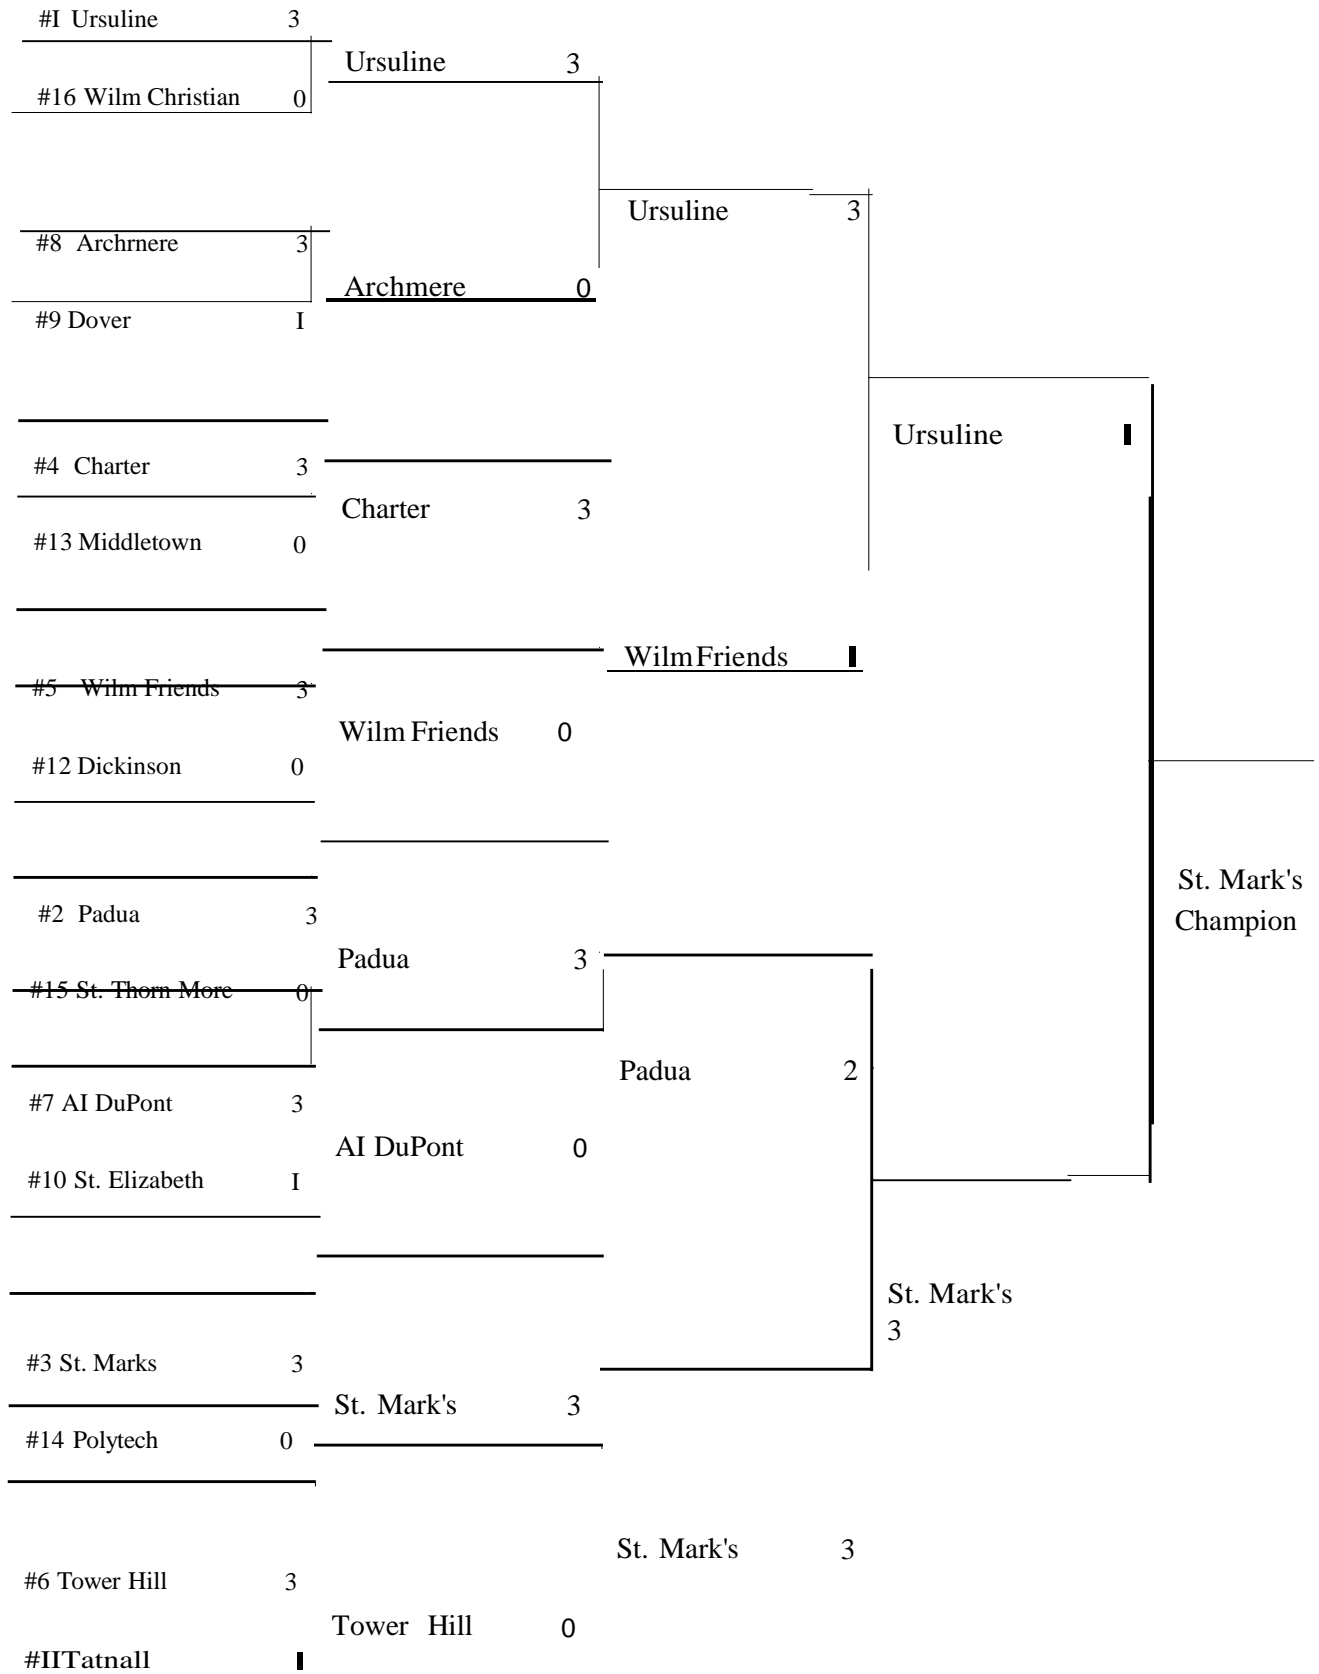 #I Ursuline 3
#16 Wilm Christian 0
#8 Archrnere 3
#9 Dover I
#4 Charter 3
#13 Middletown 0
#5 Wilm Friends 3
#12 Dickinson 0
#2 Padua 3
#15 St. Thorn More 0
#7 AI DuPont 3
#10 St. Elizabeth I
#3 St. Marks 3
#14 Polytech 0
#6 Tower Hill 3
#IITatnall I
Ursuline 3
Archmere 0
Charter 3
Wilm Friends 0
Padua 3
AI DuPont 0
St. Mark's 3
Tower Hill 0
Ursuline 3
Wilm Friends I
Padua 2
St. Mark's 3
Ursuline I
St. Mark's
3
St. Mark's
Champion